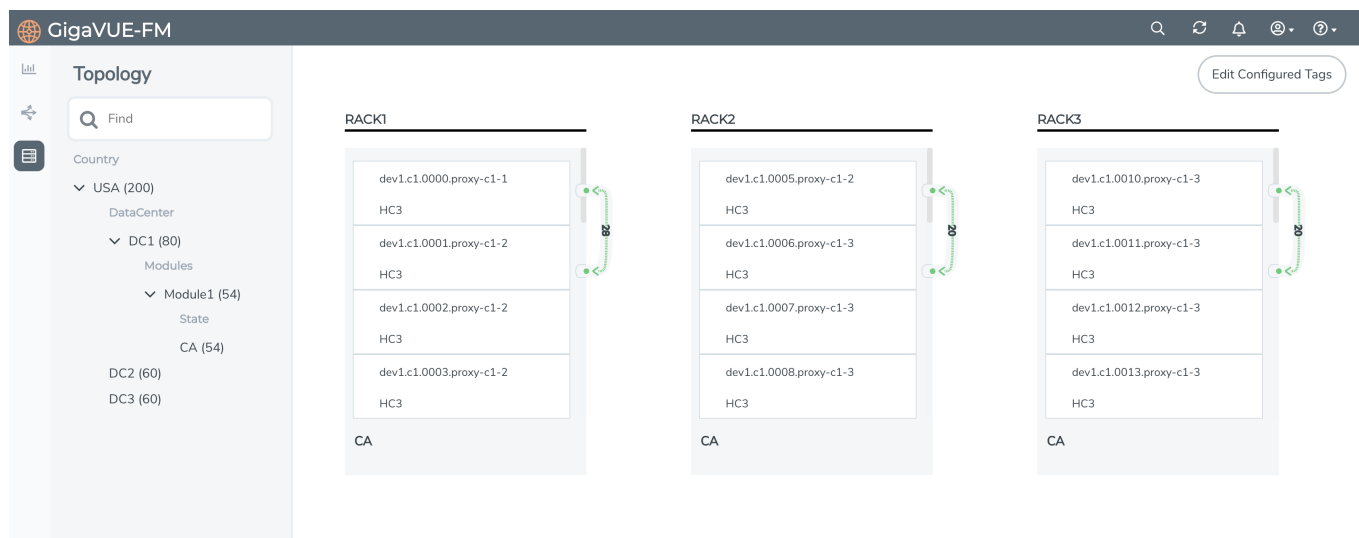 GigaVUE-FM
Topology
Edit Configured Tags
Find
Country
USA (200)
DataCenter
DC1 (80)
Modules
Module1 (54)
State
CA (54)
DC2 (60)
DC3 (60)
RACK1
dev1.c1.0000.proxy-c1-1
HC3
dev1.c1.0001.proxy-c1-2
HC3
dev1.c1.0002.proxy-c1-2
HC3
dev1.c1.0003.proxy-c1-2
HC3
CA
28
RACK2
dev1.c1.0005.proxy-c1-2
HC3
dev1.c1.0006.proxy-c1-3
HC3
dev1.c1.0007.proxy-c1-3
HC3
dev1.c1.0008.proxy-c1-3
HC3
CA
20
RACK3
dev1.c1.0010.proxy-c1-3
HC3
dev1.c1.0011.proxy-c1-3
HC3
dev1.c1.0012.proxy-c1-3
HC3
dev1.c1.0013.proxy-c1-3
HC3
CA
20